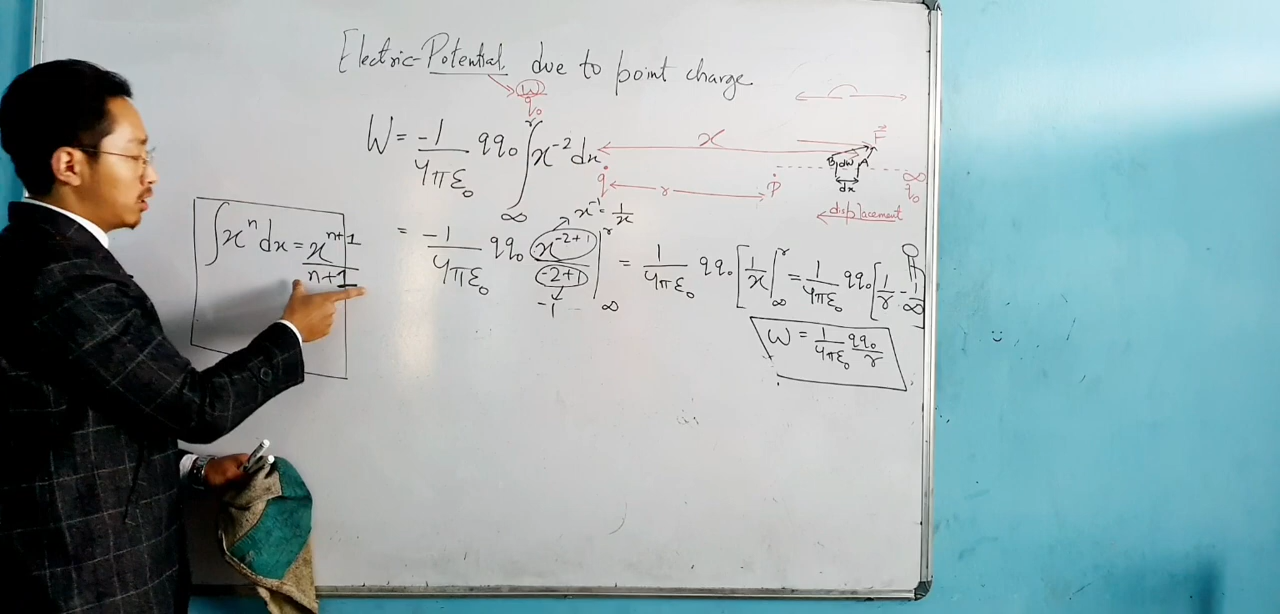 Electric-Potential due to point charge
W
q₀
W = -1/4πε₀ qq₀ ∫_∞^r x⁻² dx
x
F⃗
B dw A
dx
q
r
P
∞
q₀
displacement
x⁻¹ = 1/x
∫xⁿ dx = xⁿ⁺¹/n+1
= -1/4πε₀ qq₀ x⁻²⁺¹/-2+1 |_∞^r = 1/4πε₀ qq₀ [1/x]_∞^r = 1/4πε₀ qq₀ [1/r - 1/∞
-1
W = 1/4πε₀ qq₀/r